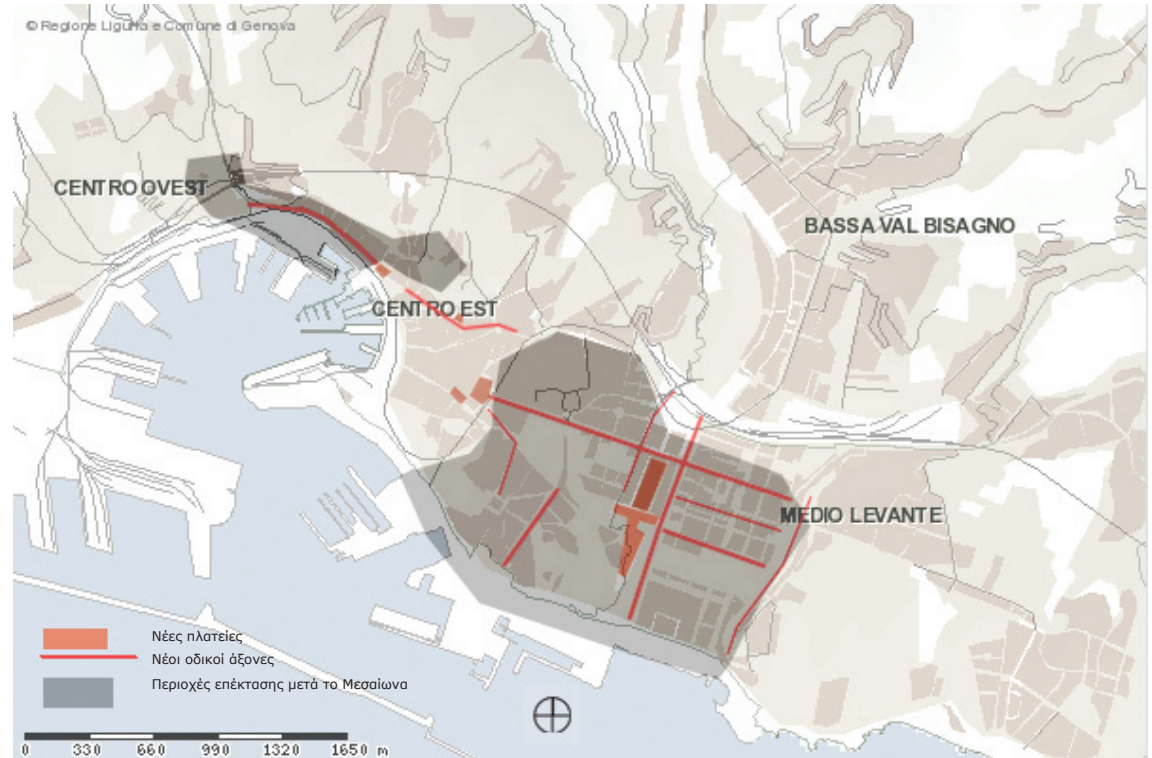 © Regione Liguria e Comune di Genova
CENTRO OVEST
BASSA VAL BISAGNO
CENTRO EST
MEDIO LEVANTE
Νέες πλατείες
Νέοι οδικοί άξονες
Περιοχές επέκτασης μετά το Μεσαίωνα
0 330 660 990 1320 1650 m